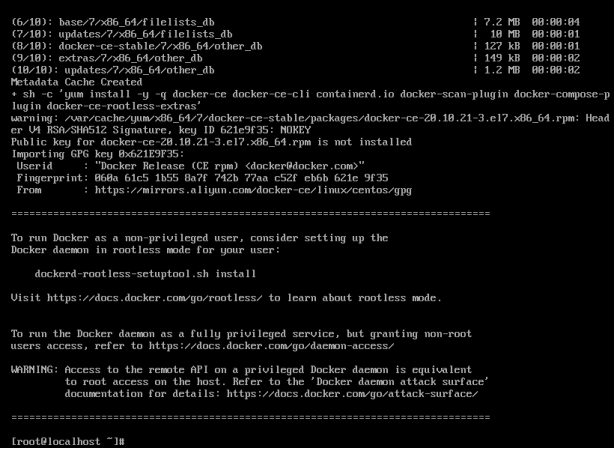 (6/10): base/7/x86_64/filelists_db | 7.2 MB 00:00:04
(7/10): updates/7/x86_64/filelists_db | 10 MB 00:00:01
(8/10): docker-ce-stable/7/x86_64/other_db | 127 kB 00:00:01
(9/10): extras/7/x86_64/other_db | 149 kB 00:00:02
(10/10): updates/7/x86_64/other_db | 1.2 MB 00:00:02
Metadata Cache Created
+ sh -c 'yum install -y -q docker-ce docker-ce-cli containerd.io docker-scan-plugin docker-compose-p
lugin docker-ce-rootless-extras'
warning: /var/cache/yum/x86_64/7/docker-ce-stable/packages/docker-ce-20.10.21-3.el7.x86_64.rpm: Head
er V4 RSA/SHA512 Signature, key ID 621e9f35: NOKEY
Public key for docker-ce-20.10.21-3.el7.x86_64.rpm is not installed
Importing GPG key 0x621E9F35:
Userid : "Docker Release (CE rpm) <docker@docker.com>"
Fingerprint: 060a 61c5 1b55 8a7f 742b 77aa c52f eb6b 621e 9f35
From : https://mirrors.aliyun.com/docker-ce/linux/centos/gpg
================================================================================
To run Docker as a non-privileged user, consider setting up the
Docker daemon in rootless mode for your user:
dockerd-rootless-setuptool.sh install
Visit https://docs.docker.com/go/rootless/ to learn about rootless mode.
To run the Docker daemon as a fully privileged service, but granting non-root
users access, refer to https://docs.docker.com/go/daemon-access/
WARNING: Access to the remote API on a privileged Docker daemon is equivalent
to root access on the host. Refer to the 'Docker daemon attack surface'
documentation for details: https://docs.docker.com/go/attack-surface/
================================================================================
[root@localhost ~]#